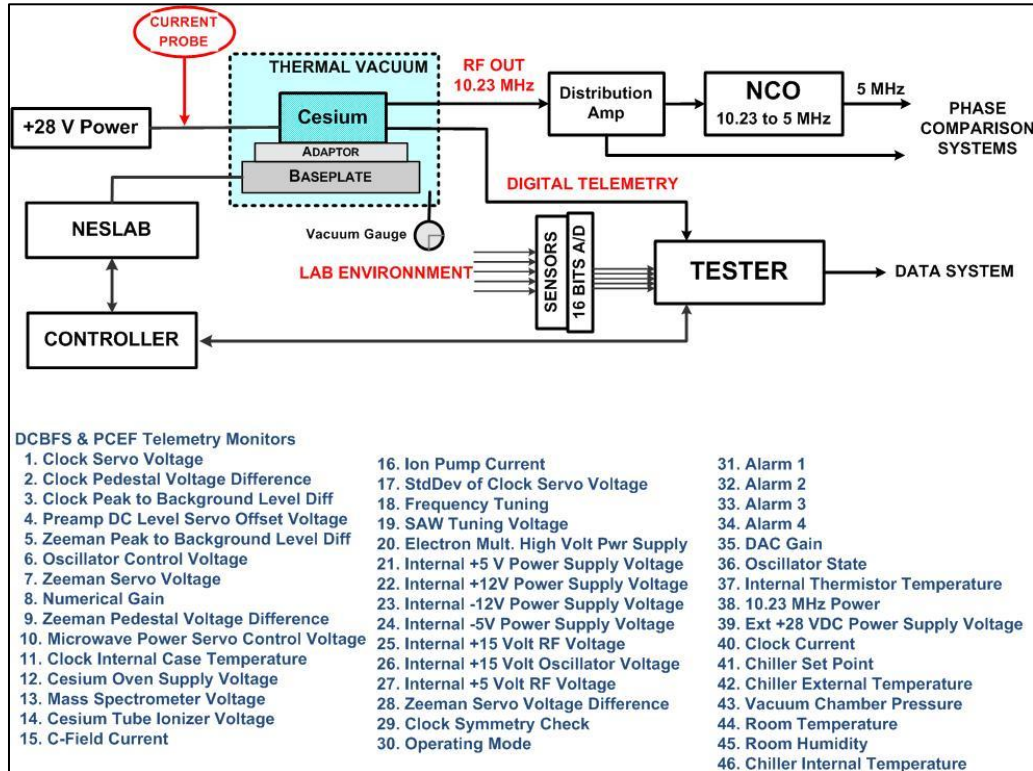 CURRENT
PROBE
THERMAL VACUUM
RF OUT
10.23 MHz
+28 V Power
Cesium
ADAPTOR
BASEPLATE
Distribution
Amp
NCO
10.23 to 5 MHz
5 MHz
PHASE
COMPARISON
SYSTEMS
DIGITAL TELEMETRY
NESLAB
Vacuum Gauge
LAB ENVIRONNMENT
SENSORS
16 BITS A/D
TESTER
DATA SYSTEM
CONTROLLER
DCBFS & PCEF Telemetry Monitors
1. Clock Servo Voltage
2. Clock Pedestal Voltage Difference
3. Clock Peak to Background Level Diff
4. Preamp DC Level Servo Offset Voltage
5. Zeeman Peak to Background Level Diff
6. Oscillator Control Voltage
7. Zeeman Servo Voltage
8. Numerical Gain
9. Zeeman Pedestal Voltage Difference
10. Microwave Power Servo Control Voltage
11. Clock Internal Case Temperature
12. Cesium Oven Supply Voltage
13. Mass Spectrometer Voltage
14. Cesium Tube Ionizer Voltage
15. C-Field Current
16. Ion Pump Current
17. StdDev of Clock Servo Voltage
18. Frequency Tuning
19. SAW Tuning Voltage
20. Electron Mult. High Volt Pwr Supply
21. Internal +5 V Power Supply Voltage
22. Internal +12V Power Supply Voltage
23. Internal -12V Power Supply Voltage
24. Internal -5V Power Supply Voltage
25. Internal +15 Volt RF Voltage
26. Internal +15 Volt Oscillator Voltage
27. Internal +5 Volt RF Voltage
28. Zeeman Servo Voltage Difference
29. Clock Symmetry Check
30. Operating Mode
31. Alarm 1
32. Alarm 2
33. Alarm 3
34. Alarm 4
35. DAC Gain
36. Oscillator State
37. Internal Thermistor Temperature
38. 10.23 MHz Power
39. Ext +28 VDC Power Supply Voltage
40. Clock Current
41. Chiller Set Point
42. Chiller External Temperature
43. Vacuum Chamber Pressure
44. Room Temperature
45. Room Humidity
46. Chiller Internal Temperature